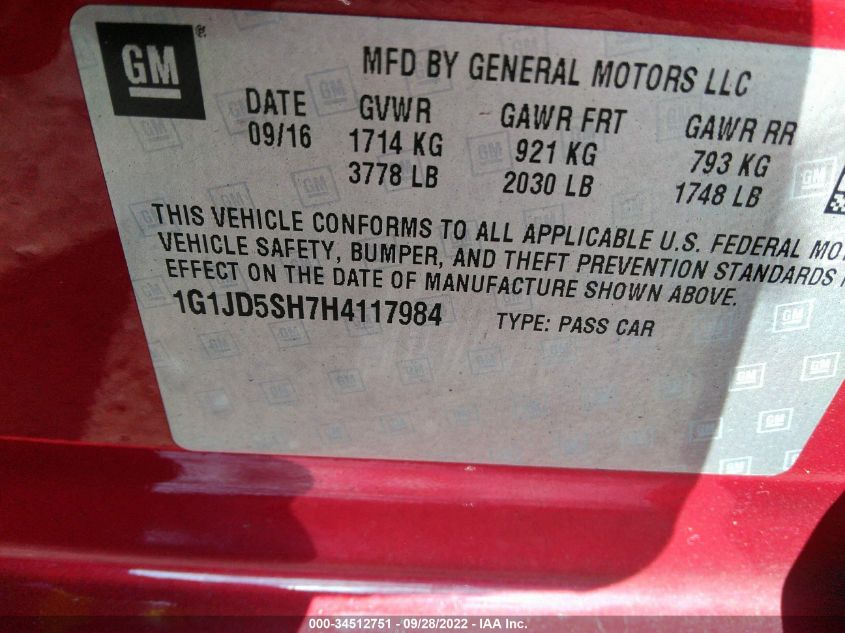 GM
MFD BY GENERAL MOTORS LLC
DATE GVWR GAWR FRT GAWR RR
09/16 1714 KG 921 KG 793 KG
3778 LB 2030 LB 1748 LB
THIS VEHICLE CONFORMS TO ALL APPLICABLE U.S. FEDERAL
VEHICLE SAFETY, BUMPER, AND THEFT PREVENTION STANDARDS
EFFECT ON THE DATE OF MANUFACTURE SHOWN ABOVE.
1G1JD5SH7H4117984 TYPE: PASS CAR
000-34512751 - 09/28/2022 - IAA Inc.